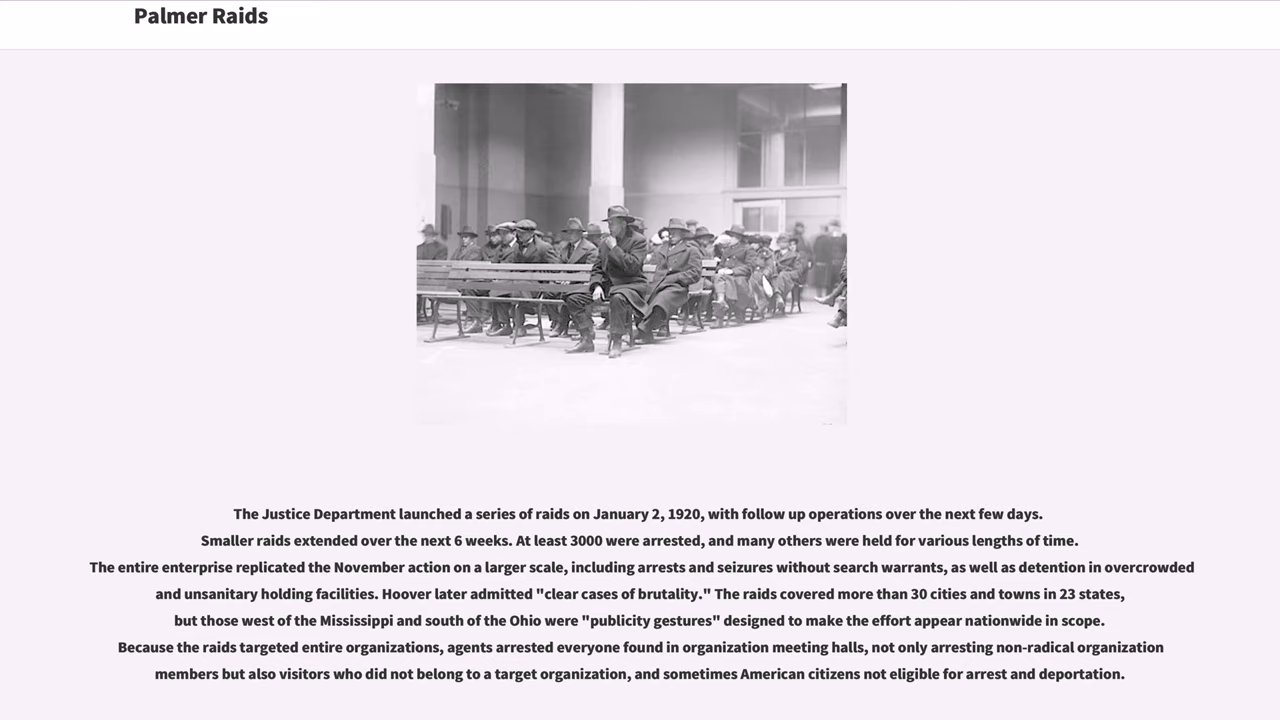 Palmer Raids
The Justice Department launched a series of raids on January 2, 1920, with follow up operations over the next few days.
Smaller raids extended over the next 6 weeks. At least 3000 were arrested, and many others were held for various lengths of time.
The entire enterprise replicated the November action on a larger scale, including arrests and seizures without search warrants, as well as detention in overcrowded
and unsanitary holding facilities. Hoover later admitted "clear cases of brutality." The raids covered more than 30 cities and towns in 23 states,
but those west of the Mississippi and south of the Ohio were "publicity gestures" designed to make the effort appear nationwide in scope.
Because the raids targeted entire organizations, agents arrested everyone found in organization meeting halls, not only arresting non-radical organization
members but also visitors who did not belong to a target organization, and sometimes American citizens not eligible for arrest and deportation.